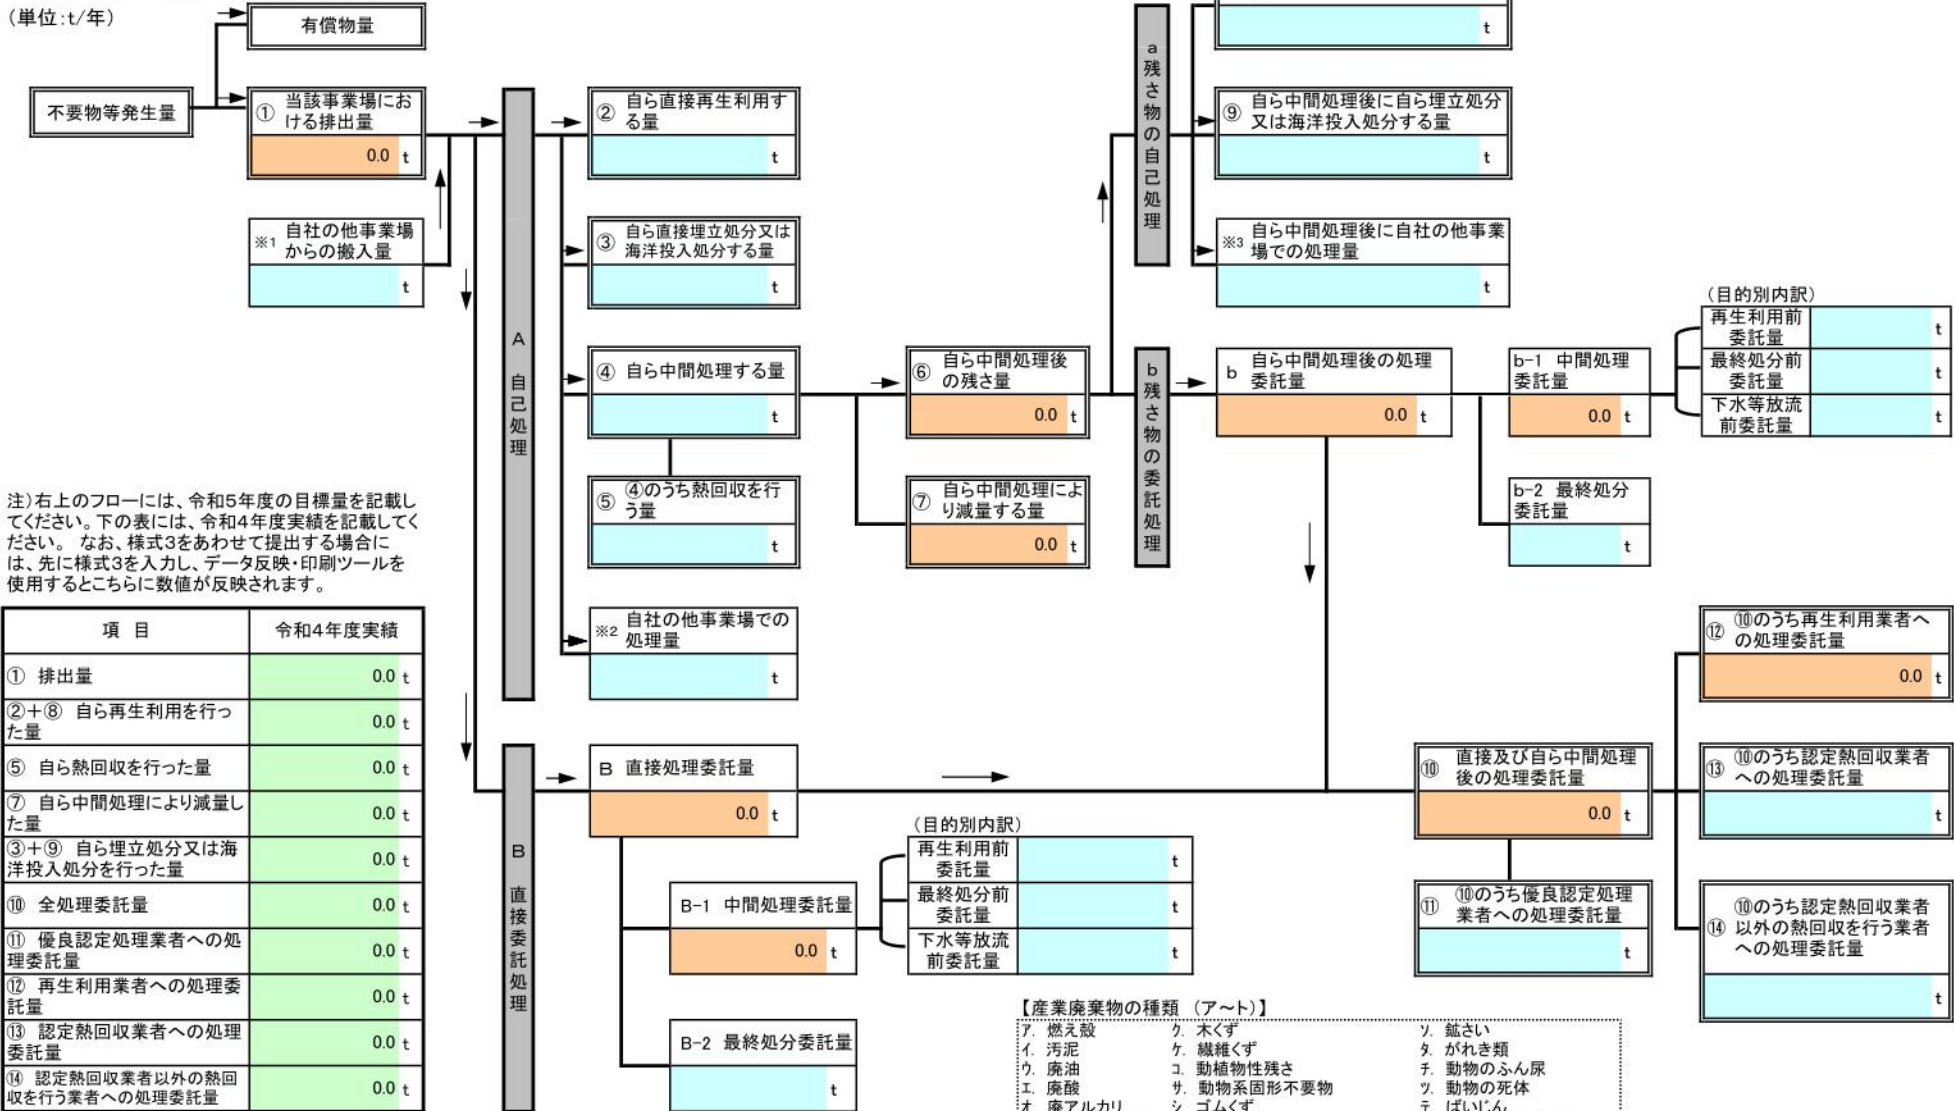 (単位:t/年)
有償物量
不要物等発生量
① 当該事業場にお
ける排出量
0.0 t
※1 自社の他事業場
からの搬入量
t
A 自己処理
② 自ら直接再生利用す
る量
t
③ 自ら直接埋立処分又は
海洋投入処分する量
t
④ 自ら中間処理する量
t
⑤ ④のうち熱回収を行
う量
t
※2 自社の他事業場での
処理量
t
⑥ 自ら中間処理後
の残さ量
0.0 t
⑦ 自ら中間処理によ
り減量する量
0.0 t
a 残さ物の自己処理
t
⑨ 自ら中間処理後に自ら埋立処分
又は海洋投入処分する量
t
※3 自ら中間処理後に自社の他事業
場での処理量
t
b 残さ物の委託処理
b 自ら中間処理後の処理
委託量
0.0 t
b-1 中間処理
委託量
0.0 t
(目的別内訳)
再生利用前
委託量
t
最終処分前
委託量
t
下水等放流
前委託量
t
b-2 最終処分
委託量
t
注)右上のフローには、令和5年度の目標量を記載し
てください。下の表には、令和4年度実績を記載してく
ださい。 なお、様式3をあわせて提出する場合に
は、先に様式3を入力し、データ反映・印刷ツールを
使用するとこちらに数値が反映されます。
項 目 令和4年度実績
① 排出量 0.0 t
②+⑧ 自ら再生利用を行っ
た量 0.0 t
⑤ 自ら熱回収を行った量 0.0 t
⑦ 自ら中間処理により減量し
た量 0.0 t
③+⑨ 自ら埋立処分又は海
洋投入処分を行った量 0.0 t
⑩ 全処理委託量 0.0 t
⑪ 優良認定処理業者への処
理委託量 0.0 t
⑫ 再生利用業者への処理委
託量 0.0 t
⑬ 認定熱回収業者への処理
委託量 0.0 t
⑭ 認定熱回収業者以外の熱回
収を行う業者への処理委託量 0.0 t
B 直接委託処理
B 直接処理委託量
0.0 t
B-1 中間処理委託量
0.0 t
(目的別内訳)
再生利用前
委託量
t
最終処分前
委託量
t
下水等放流
前委託量
t
B-2 最終処分委託量
t
⑩ 直接及び自ら中間処理
後の処理委託量
0.0 t
⑪ ⑩のうち優良認定処理
業者への処理委託量
t
⑫ ⑩のうち再生利用業者へ
の処理委託量
0.0 t
⑬ ⑩のうち認定熱回収業者
への処理委託量
t
⑭ ⑩のうち認定熱回収業者
以外の熱回収を行う業者
への処理委託量
t
【産業廃棄物の種類 (ア~ト)】
ア. 燃え殻 ク. 木くず ソ. 鉱さい
イ. 汚泥 ケ. 繊維くず タ. がれき類
ウ. 廃油 コ. 動植物性残さ チ. 動物のふん尿
エ. 廃酸 サ. 動物系固形不要物 ツ. 動物の死体
オ. 廃アルカリ シ. ゴムくず テ. ばいじん